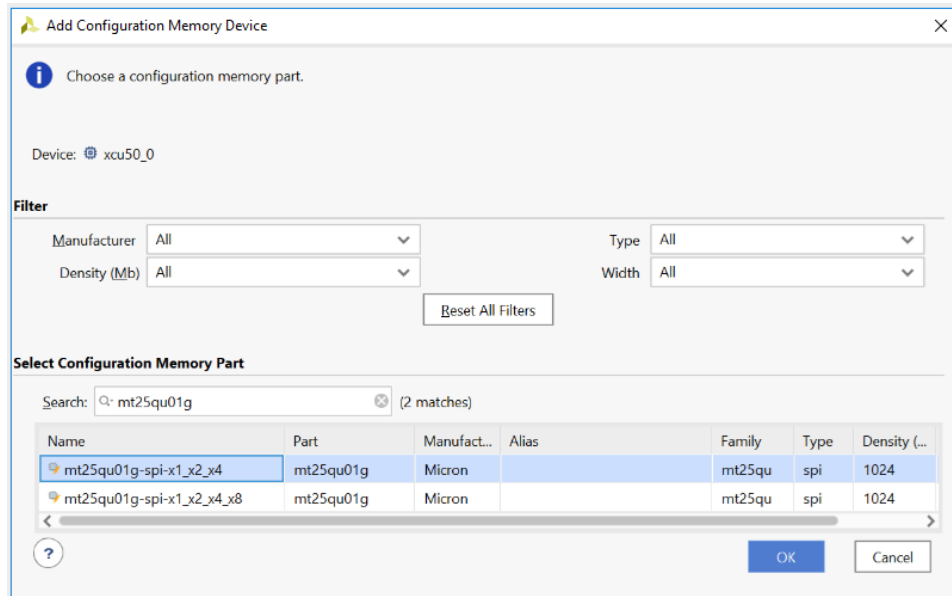 Add Configuration Memory Device
Choose a configuration memory part.
Device: xcu50_0
Filter
Manufacturer All Type All
Density (Mb) All Width All
Reset All Filters
Select Configuration Memory Part
Search: mt25qu01g (2 matches)
Name Part Manufact... Alias Family Type Density (...
mt25qu01g-spi-x1_x2_x4 mt25qu01g Micron mt25qu spi 1024
mt25qu01g-spi-x1_x2_x4_x8 mt25qu01g Micron mt25qu spi 1024
? OK Cancel